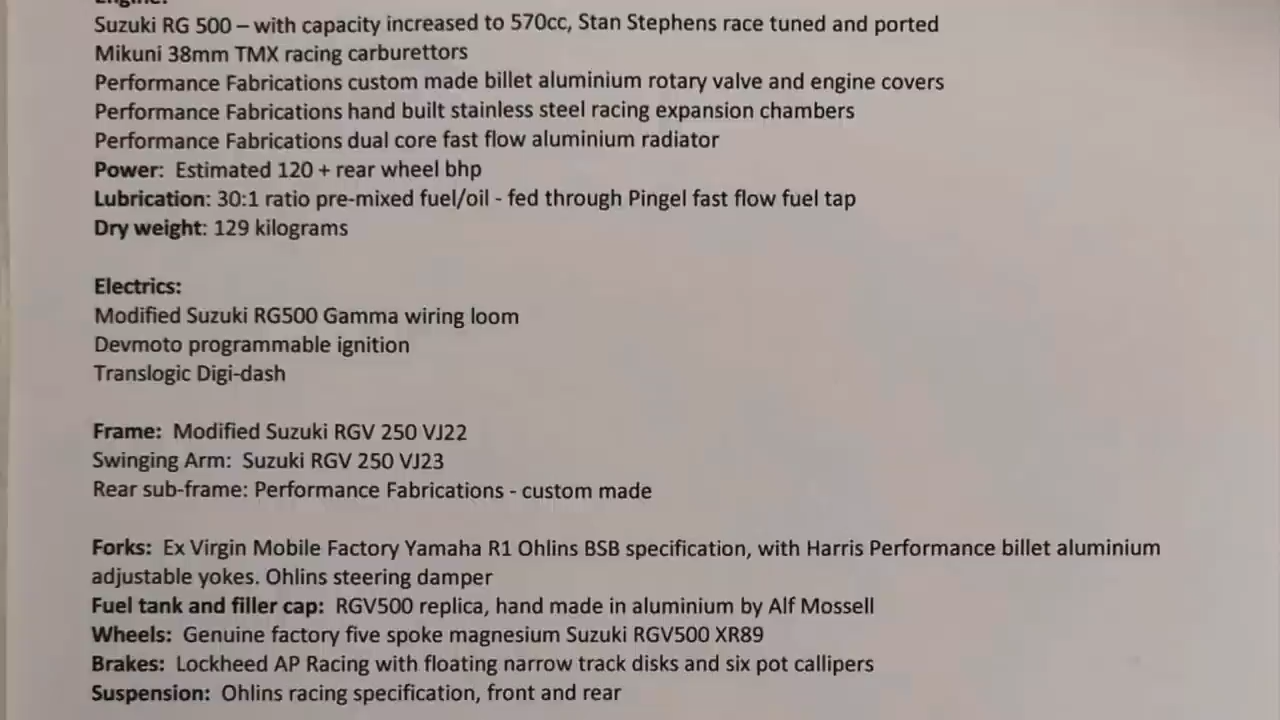 Engine:
Suzuki RG 500 – with capacity increased to 570cc, Stan Stephens race tuned and ported
Mikuni 38mm TMX racing carburettors
Performance Fabrications custom made billet aluminium rotary valve and engine covers
Performance Fabrications hand built stainless steel racing expansion chambers
Performance Fabrications dual core fast flow aluminium radiator
Power: Estimated 120 + rear wheel bhp
Lubrication: 30:1 ratio pre-mixed fuel/oil - fed through Pingel fast flow fuel tap
Dry weight: 129 kilograms
Electrics:
Modified Suzuki RG500 Gamma wiring loom
Devmoto programmable ignition
Translogic Digi-dash
Frame: Modified Suzuki RGV 250 VJ22
Swinging Arm: Suzuki RGV 250 VJ23
Rear sub-frame: Performance Fabrications - custom made
Forks: Ex Virgin Mobile Factory Yamaha R1 Ohlins BSB specification, with Harris Performance billet aluminium
adjustable yokes. Ohlins steering damper
Fuel tank and filler cap: RGV500 replica, hand made in aluminium by Alf Mossell
Wheels: Genuine factory five spoke magnesium Suzuki RGV500 XR89
Brakes: Lockheed AP Racing with floating narrow track disks and six pot callipers
Suspension: Ohlins racing specification, front and rear